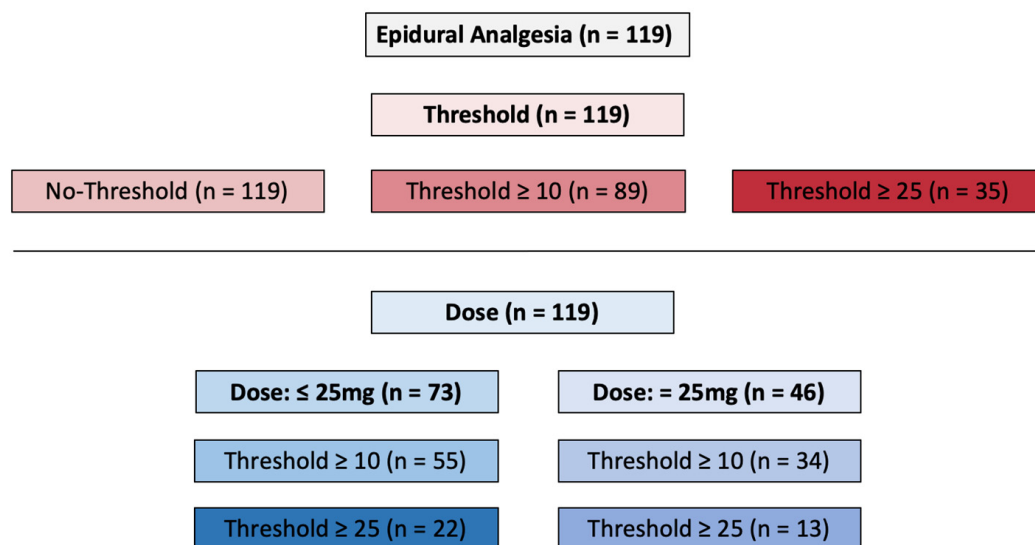 Epidural Analgesia (n = 119)
Threshold (n = 119)
No-Threshold (n = 119)
Threshold ≥ 10 (n = 89)
Threshold ≥ 25 (n = 35)
Dose (n = 119)
Dose: ≤ 25mg (n = 73)
Dose: = 25mg (n = 46)
Threshold ≥ 10 (n = 55)
Threshold ≥ 10 (n = 34)
Threshold ≥ 25 (n = 22)
Threshold ≥ 25 (n = 13)